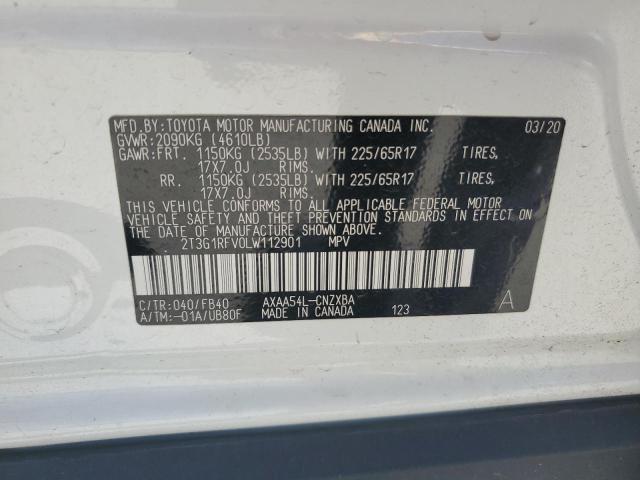 MFD.BY:TOYOTA MOTOR MANUFACTURING CANADA INC. 03/20
GVWR:2090KG (4610LB)
GAWR:FRT. 1150KG (2535LB) WITH 225/65R17 TIRES,
17X7.0J RIMS.
RR. 1150KG (2535LB) WITH 225/65R17 TIRES,
17X7.0J RIMS.
THIS VEHICLE CONFORMS TO ALL APPLICABLE FEDERAL MOTOR
VEHICLE SAFETY AND THEFT PREVENTION STANDARDS IN EFFECT ON
THE DATE OF MANUFACTURE SHOWN ABOVE.
2T3G1RFV0LW112901 MPV
C/TR:040/FB40 AXAA54L-CNZXBA A
A/TM:-01A/UB80F MADE IN CANADA 123